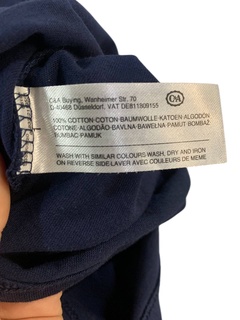 C&A Buying, Wanheimer Str. 70
D-40468 Düsseldorf. VAT DE811808155
C&A
100% COTTON-COTON-BAUMWOLLE-KATOEN-ALGODÓN
COTONE-ALGODÃO-BAVLNA-BAWEŁNA PAMUT BOMBAŽ
BUMBAC-PAMUK
WASH WITH SIMILAR COLOURS WASH, DRY AND IRON
ON REVERSE SIDE LAVER AVEC COULEURS DE MEME